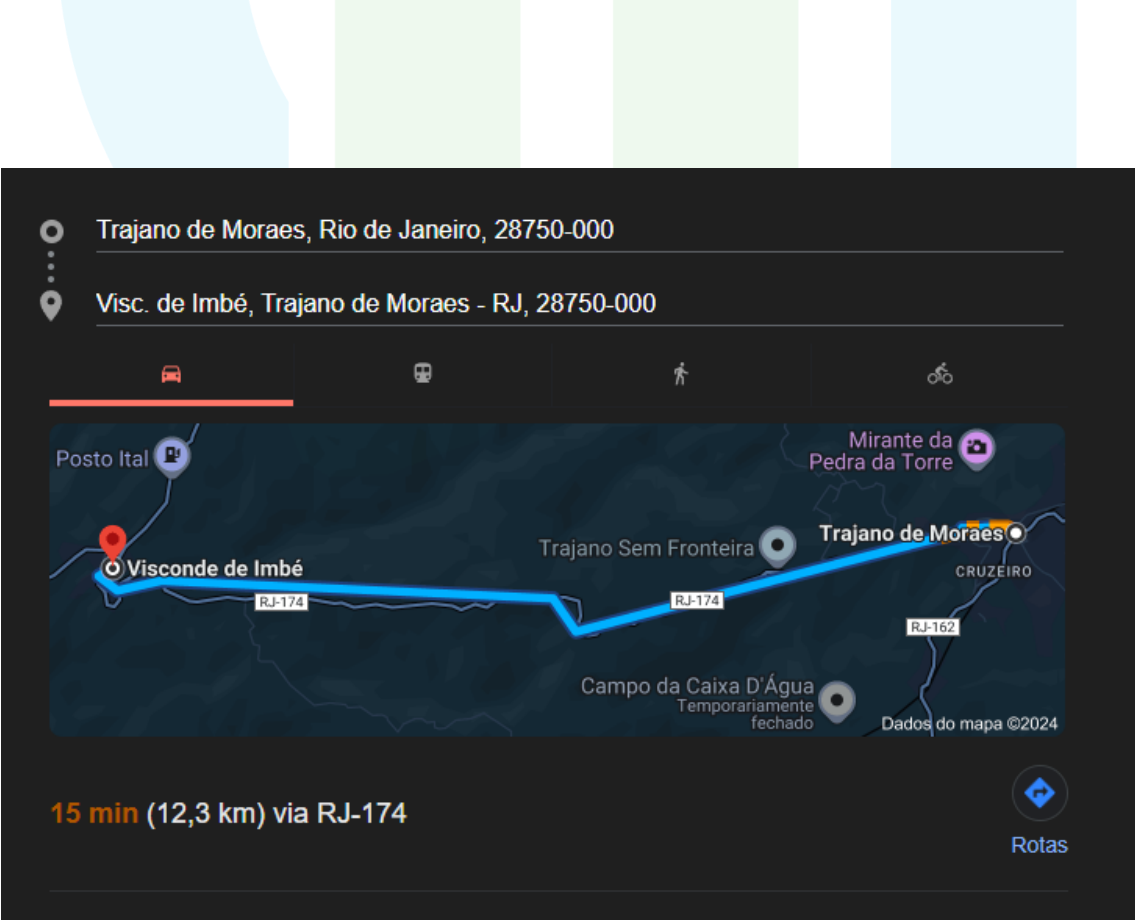 Trajano de Moraes, Rio de Janeiro, 28750-000
Visc. de Imbé, Trajano de Moraes - RJ, 28750-000
Posto Ital
Mirante da
Pedra da Torre
Trajano Sem Fronteira
Trajano de Moraes
Visconde de Imbé
CRUZEIRO
RJ-174
RJ-174
RJ-162
Campo da Caixa D'Água
Temporariamente
fechado
Dados do mapa ©2024
15 min (12,3 km) via RJ-174
Rotas